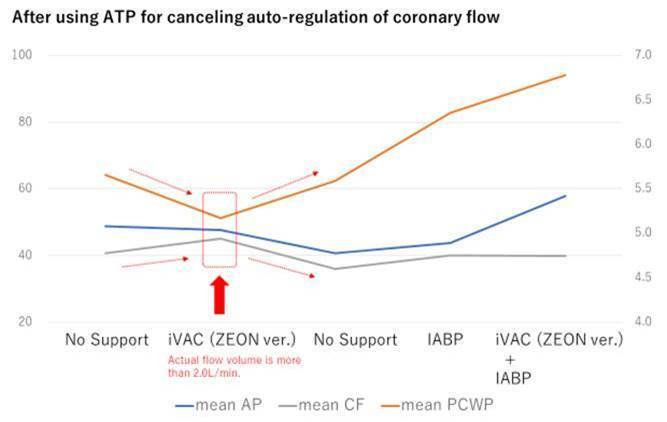 After using ATP for canceling auto-regulation of coronary flow
100
80
60
40
20
7.0
6.5
6.0
5.5
5.0
4.5
4.0
No Support
iVAC (ZEON ver.)
No Support
IABP
iVAC (ZEON ver.)
+
IABP
Actual flow volume is more
than 2.0L/min.
mean AP
mean CF
mean PCWP